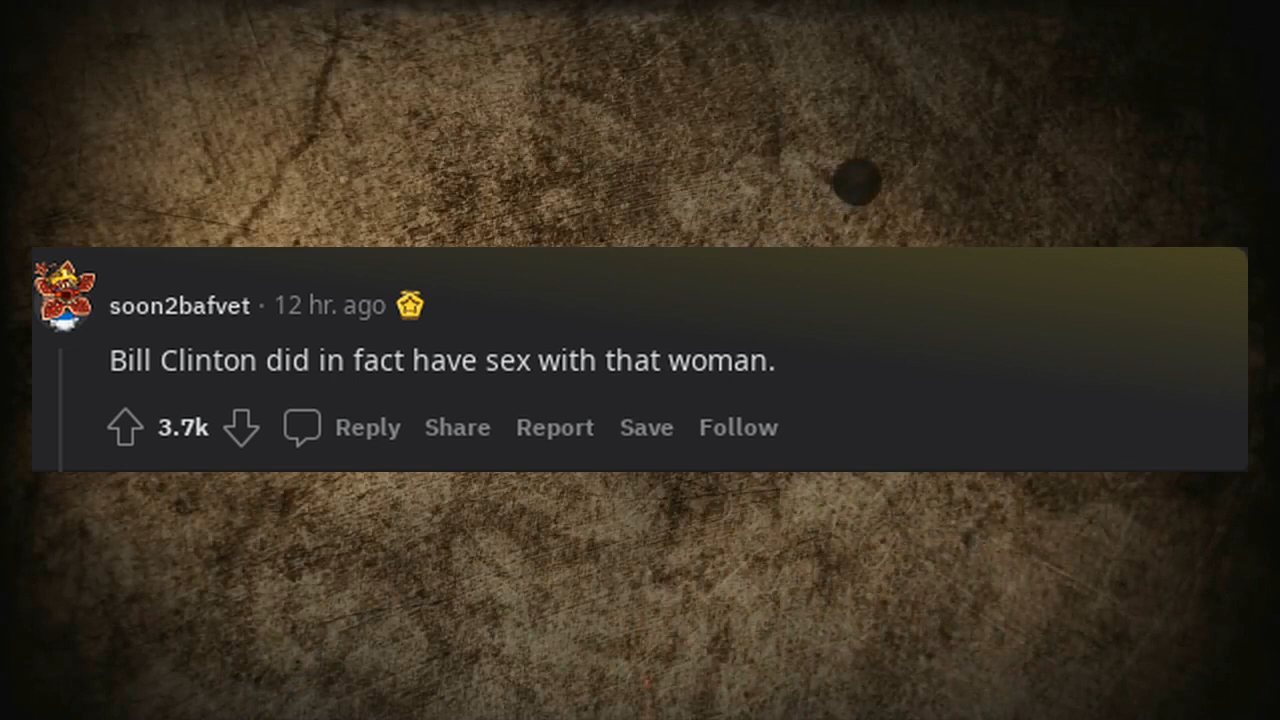 soon2bafvet · 12 hr. ago
Bill Clinton did in fact have sex with that woman.
3.7k Reply Share Report Save Follow